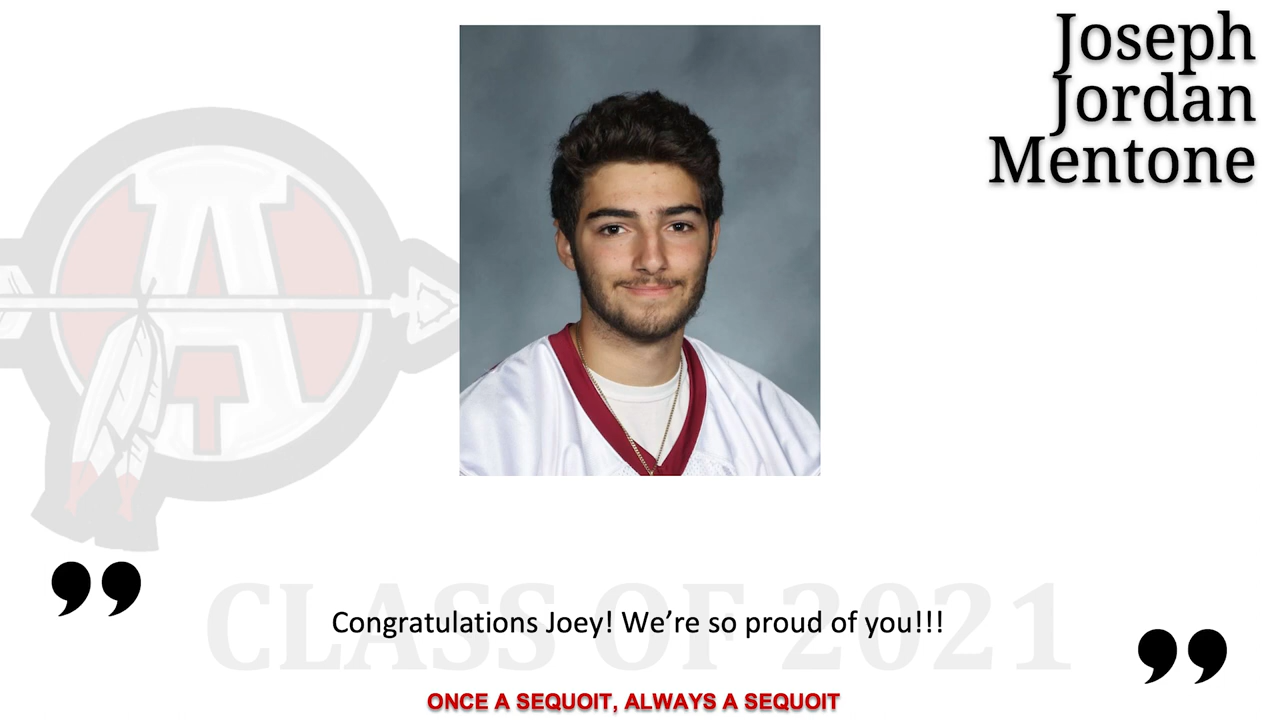 Joseph
Jordan
Mentone
A
CLASS OF 2021
Congratulations Joey! We’re so proud of you!!!
ONCE A SEQUOIT, ALWAYS A SEQUOIT